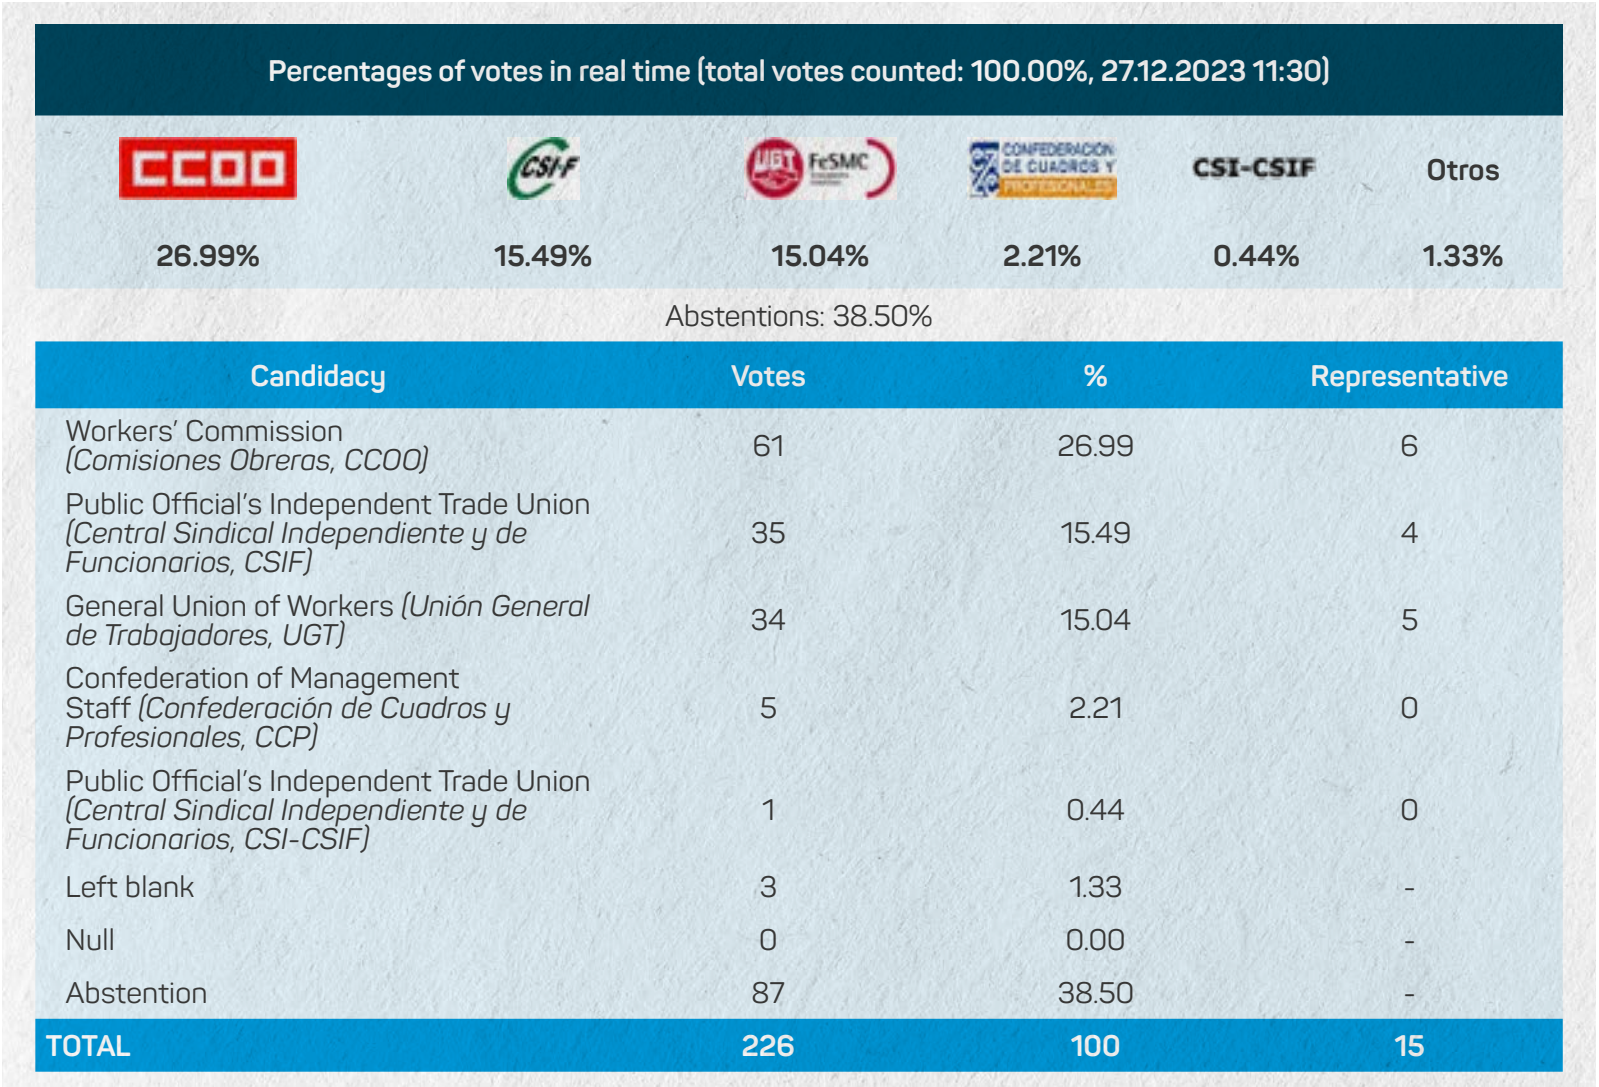 Percentages of votes in real time (total votes counted: 100.00%, 27.12.2023 11:30)
CCOO CSI-F UGT FeSMC CONFEDERACIÓN DE CUADROS Y PROFESIONALES CSI-CSIF Otros
26.99% 15.49% 15.04% 2.21% 0.44% 1.33%
Abstentions: 38.50%
Candidacy Votes % Representative
Workers’ Commission
(Comisiones Obreras, CCOO) 61 26.99 6
Public Official’s Independent Trade Union
(Central Sindical Independiente y de
Funcionarios, CSIF) 35 15.49 4
General Union of Workers (Unión General
de Trabajadores, UGT) 34 15.04 5
Confederation of Management
Staff (Confederación de Cuadros y
Profesionales, CCP) 5 2.21 0
Public Official’s Independent Trade Union
(Central Sindical Independiente y de
Funcionarios, CSI-CSIF) 1 0.44 0
Left blank 3 1.33 -
Null 0 0.00 -
Abstention 87 38.50 -
TOTAL 226 100 15